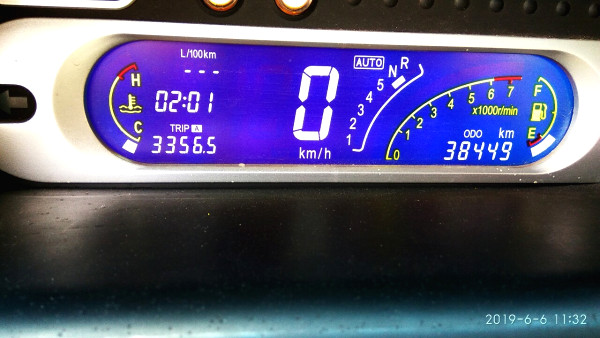 L/100km
---
H
02:01
C
TRIP A
3356.5
0
km/h
AUTO
N R
5
4
3
2
1
0 1 2 3 4 5 6 7
x1000r/min
ODO km
38449
F
E
2019-6-6 11:32